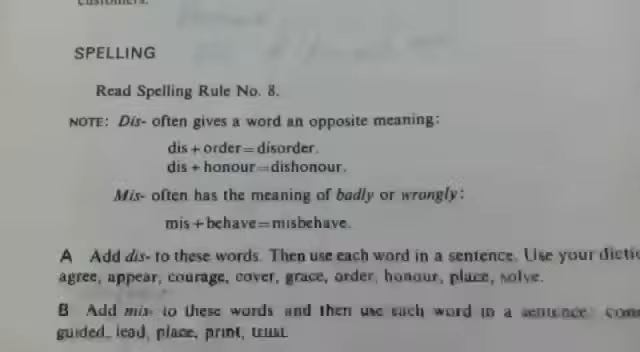 customers.
SPELLING
Read Spelling Rule No. 8.
NOTE: Dis- often gives a word an opposite meaning:
dis + order = disorder.
dis + honour = dishonour.
Mis- often has the meaning of badly or wrongly:
mis + behave = misbehave.
A Add dis- to these words. Then use each word in a sentence. Use your dictio
agree, appear, courage, cover, grace, order, honour, place, solve.
B Add mis- to these words and then use each word in a sentence:
guided, lead, place, print, trust.